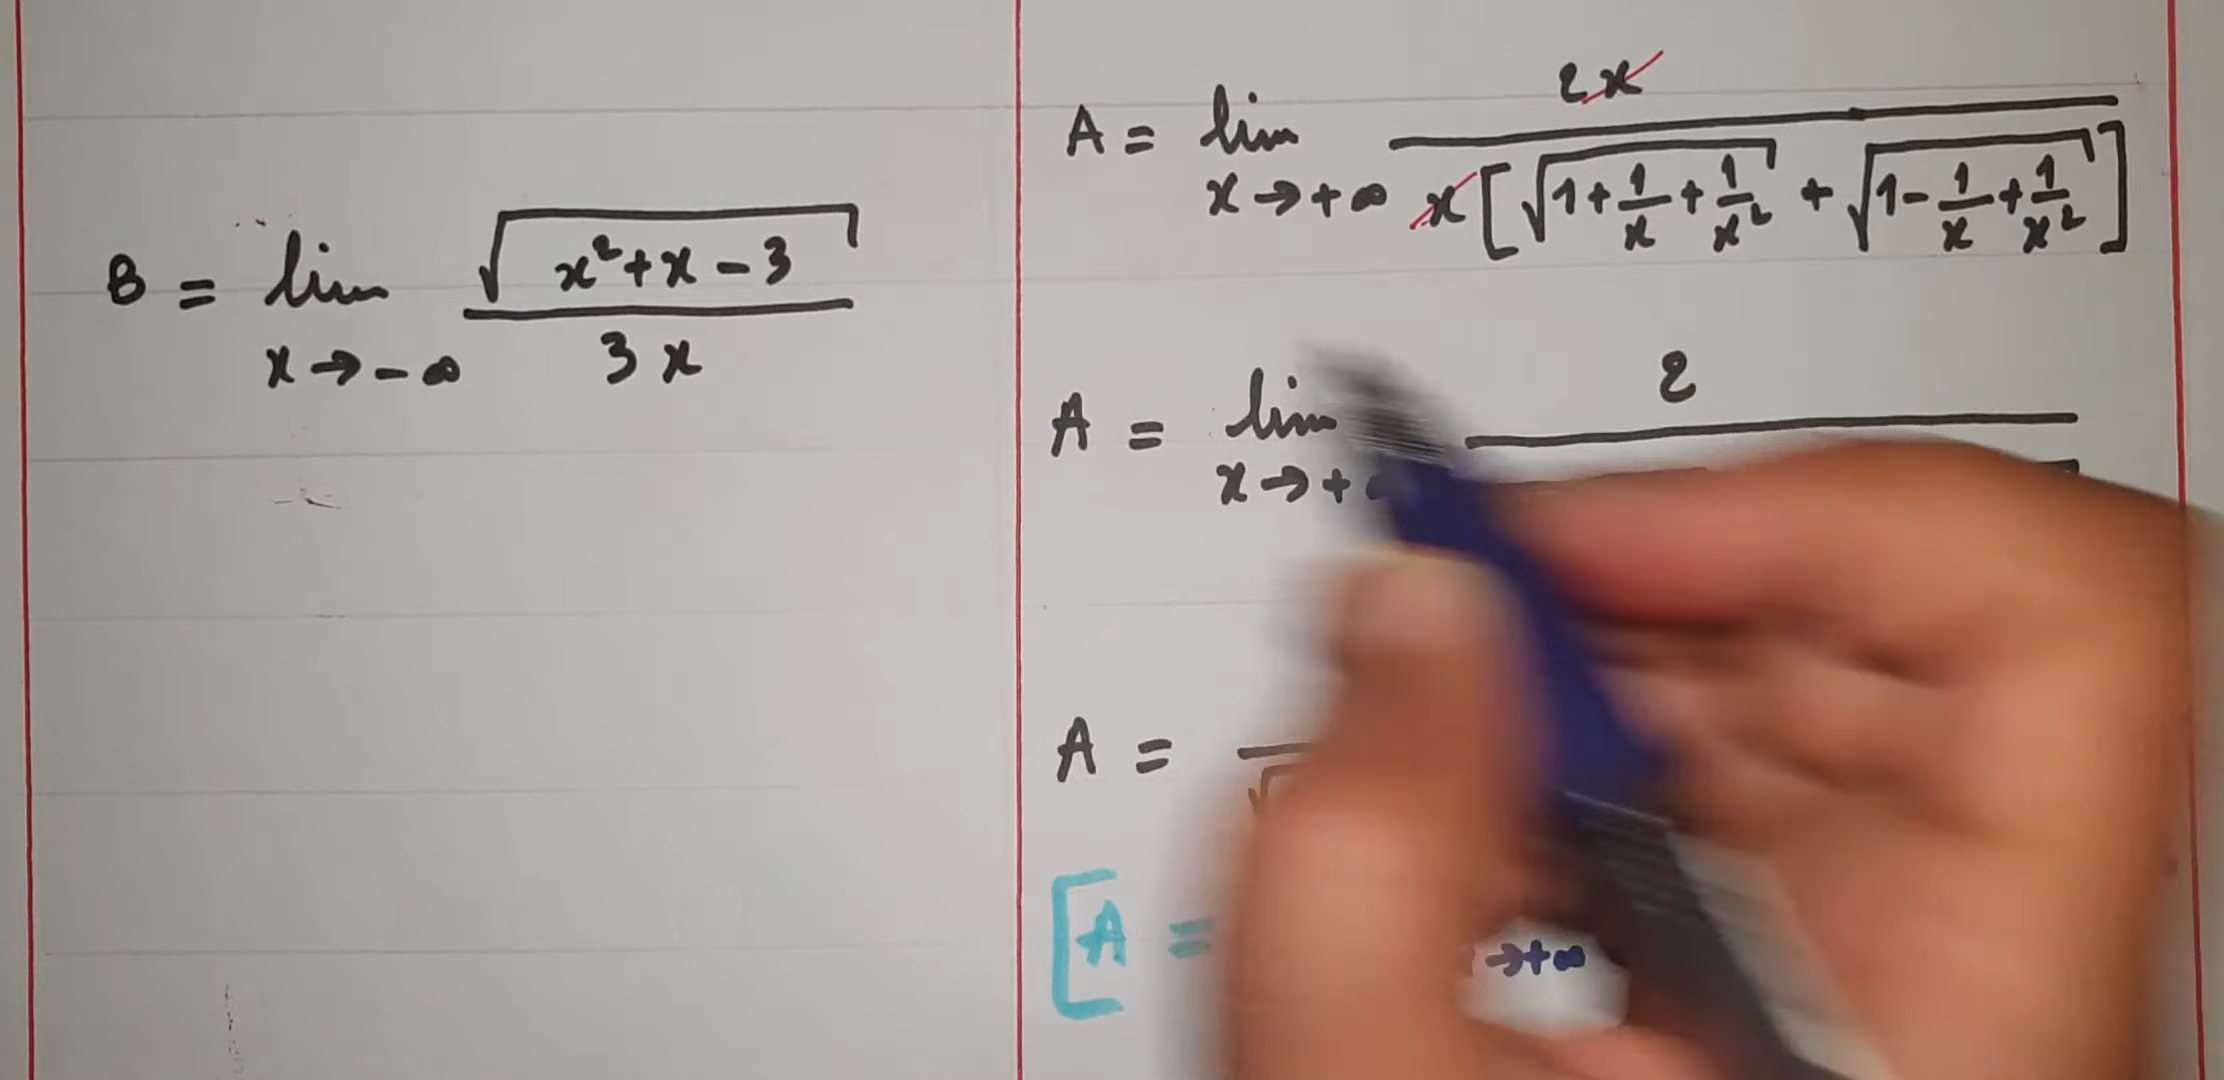 B = lim x→-∞ √(x²+x-3) / 3x
A = lim x→+∞ 2x / x[√(1+1/x+1/x²) + √(1-1/x+1/x²)]
A = lim x→+∞ 2
A =
[A =
→+∞